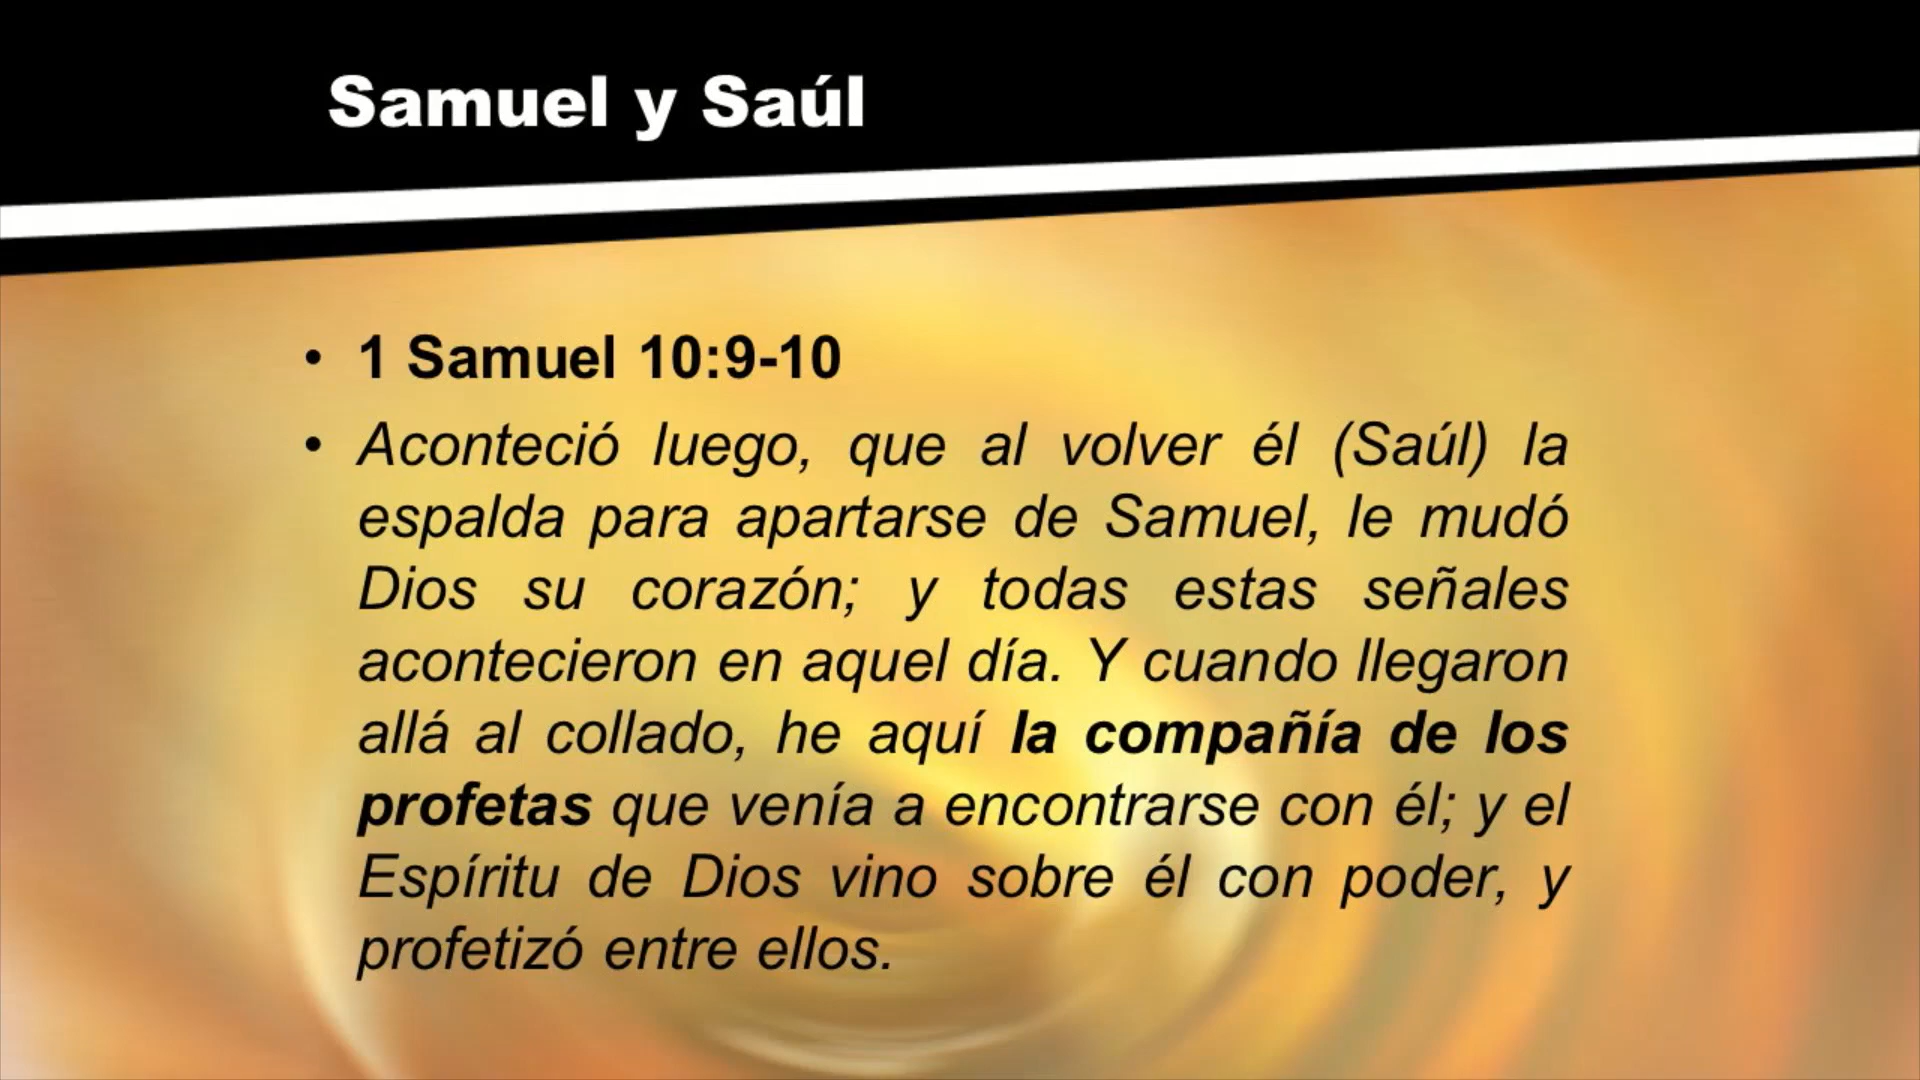 Samuel y Saúl
• 1 Samuel 10:9-10
• Aconteció luego, que al volver él (Saúl) la
espalda para apartarse de Samuel, le mudó
Dios su corazón; y todas estas señales
acontecieron en aquel día. Y cuando llegaron
allá al collado, he aquí la compañía de los
profetas que venía a encontrarse con él; y el
Espíritu de Dios vino sobre él con poder, y
profetizó entre ellos.